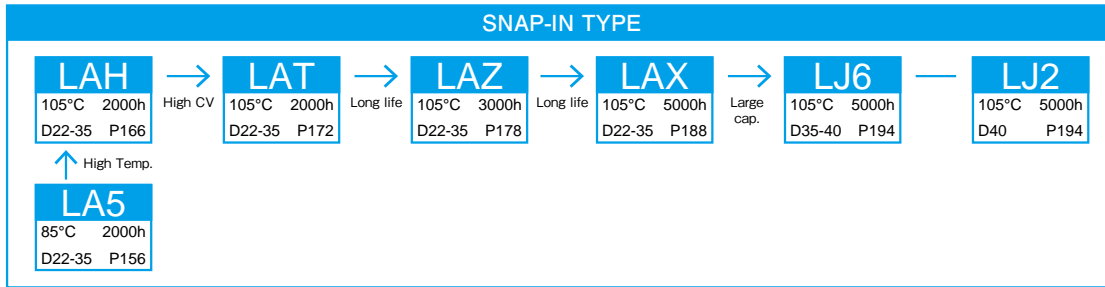 SNAP-IN TYPE
LAH
105°C 2000h
D22-35 P166
High CV
LAT
105°C 2000h
D22-35 P172
Long life
LAZ
105°C 3000h
D22-35 P178
Long life
LAX
105°C 5000h
D22-35 P188
Large
cap.
LJ6
105°C 5000h
D35-40 P194
LJ2
105°C 5000h
D40 P194
High Temp.
LA5
85°C 2000h
D22-35 P156